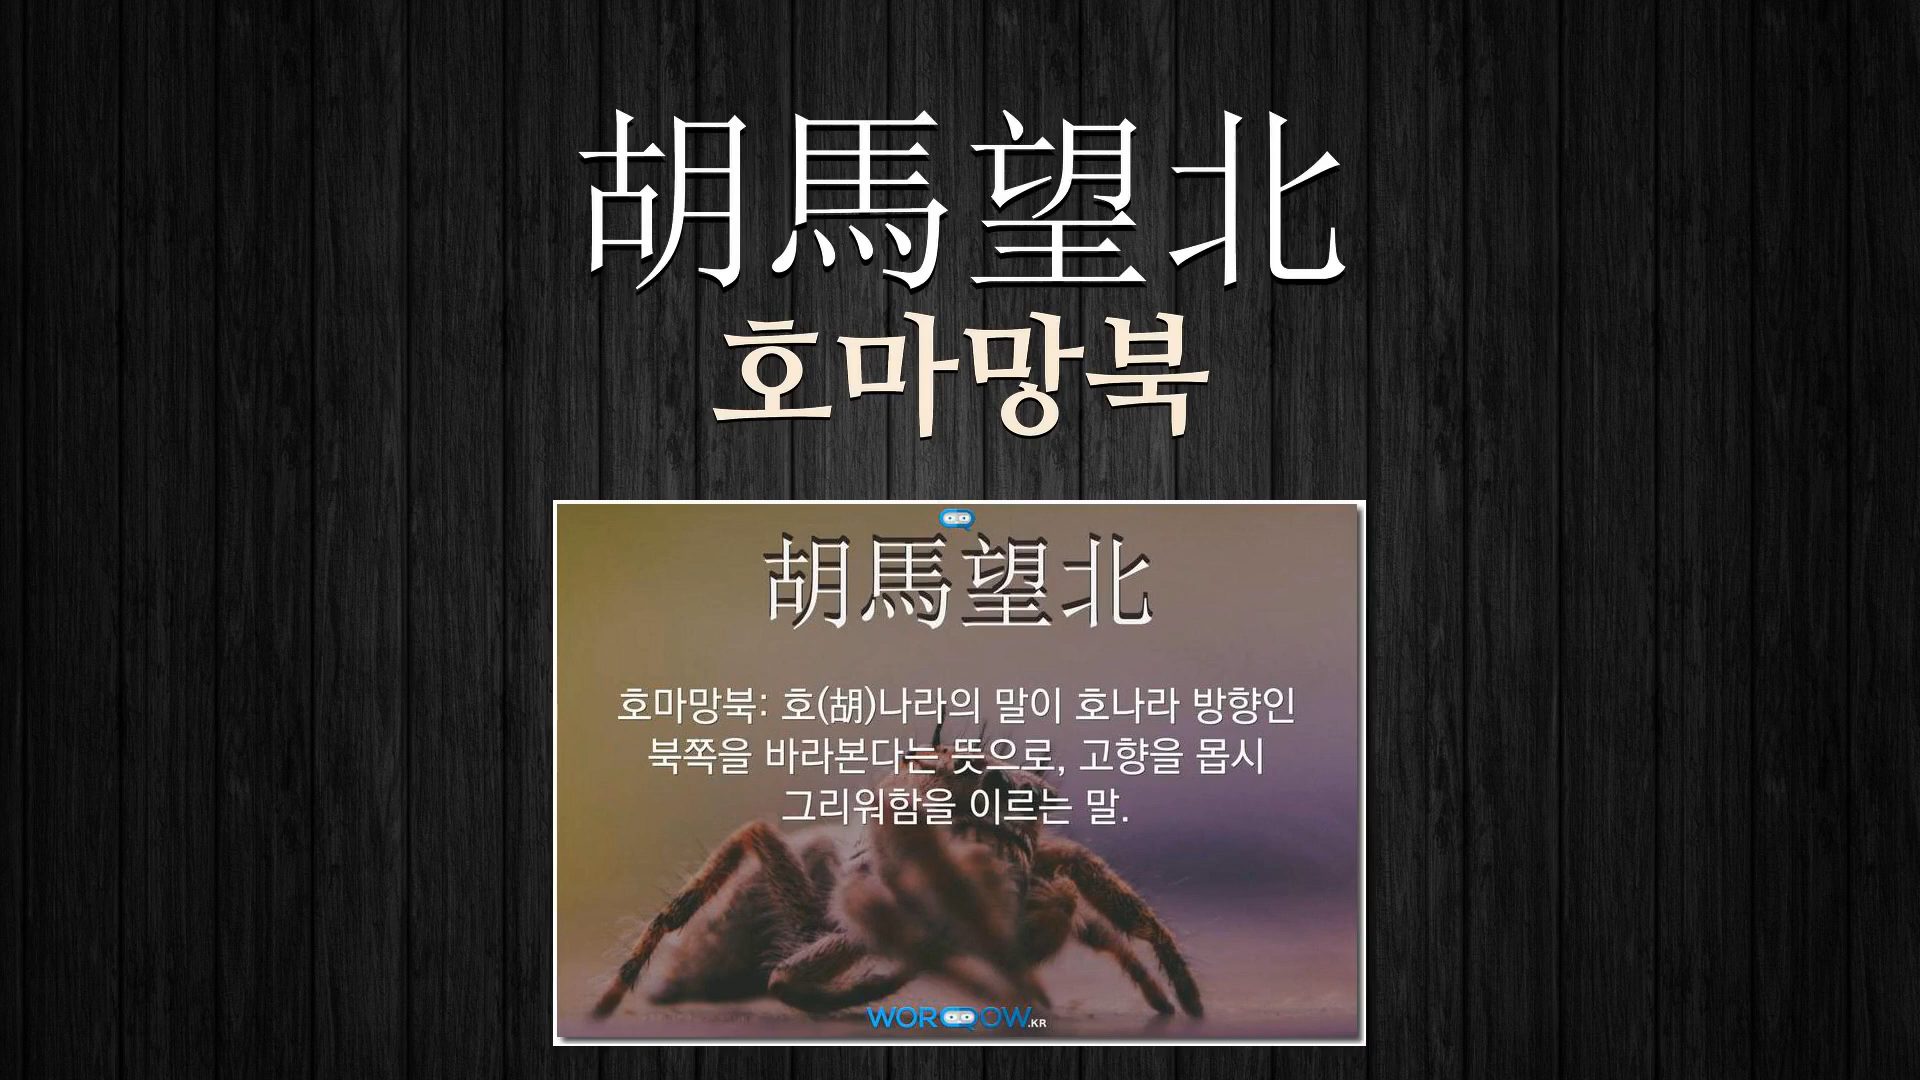 胡馬望北
호마망북
胡馬望北
호마망북: 호(胡)나라의 말이 호나라 방향인
북쪽을 바라본다는 뜻으로, 고향을 몹시
그리워함을 이르는 말.
WORDROW.KR